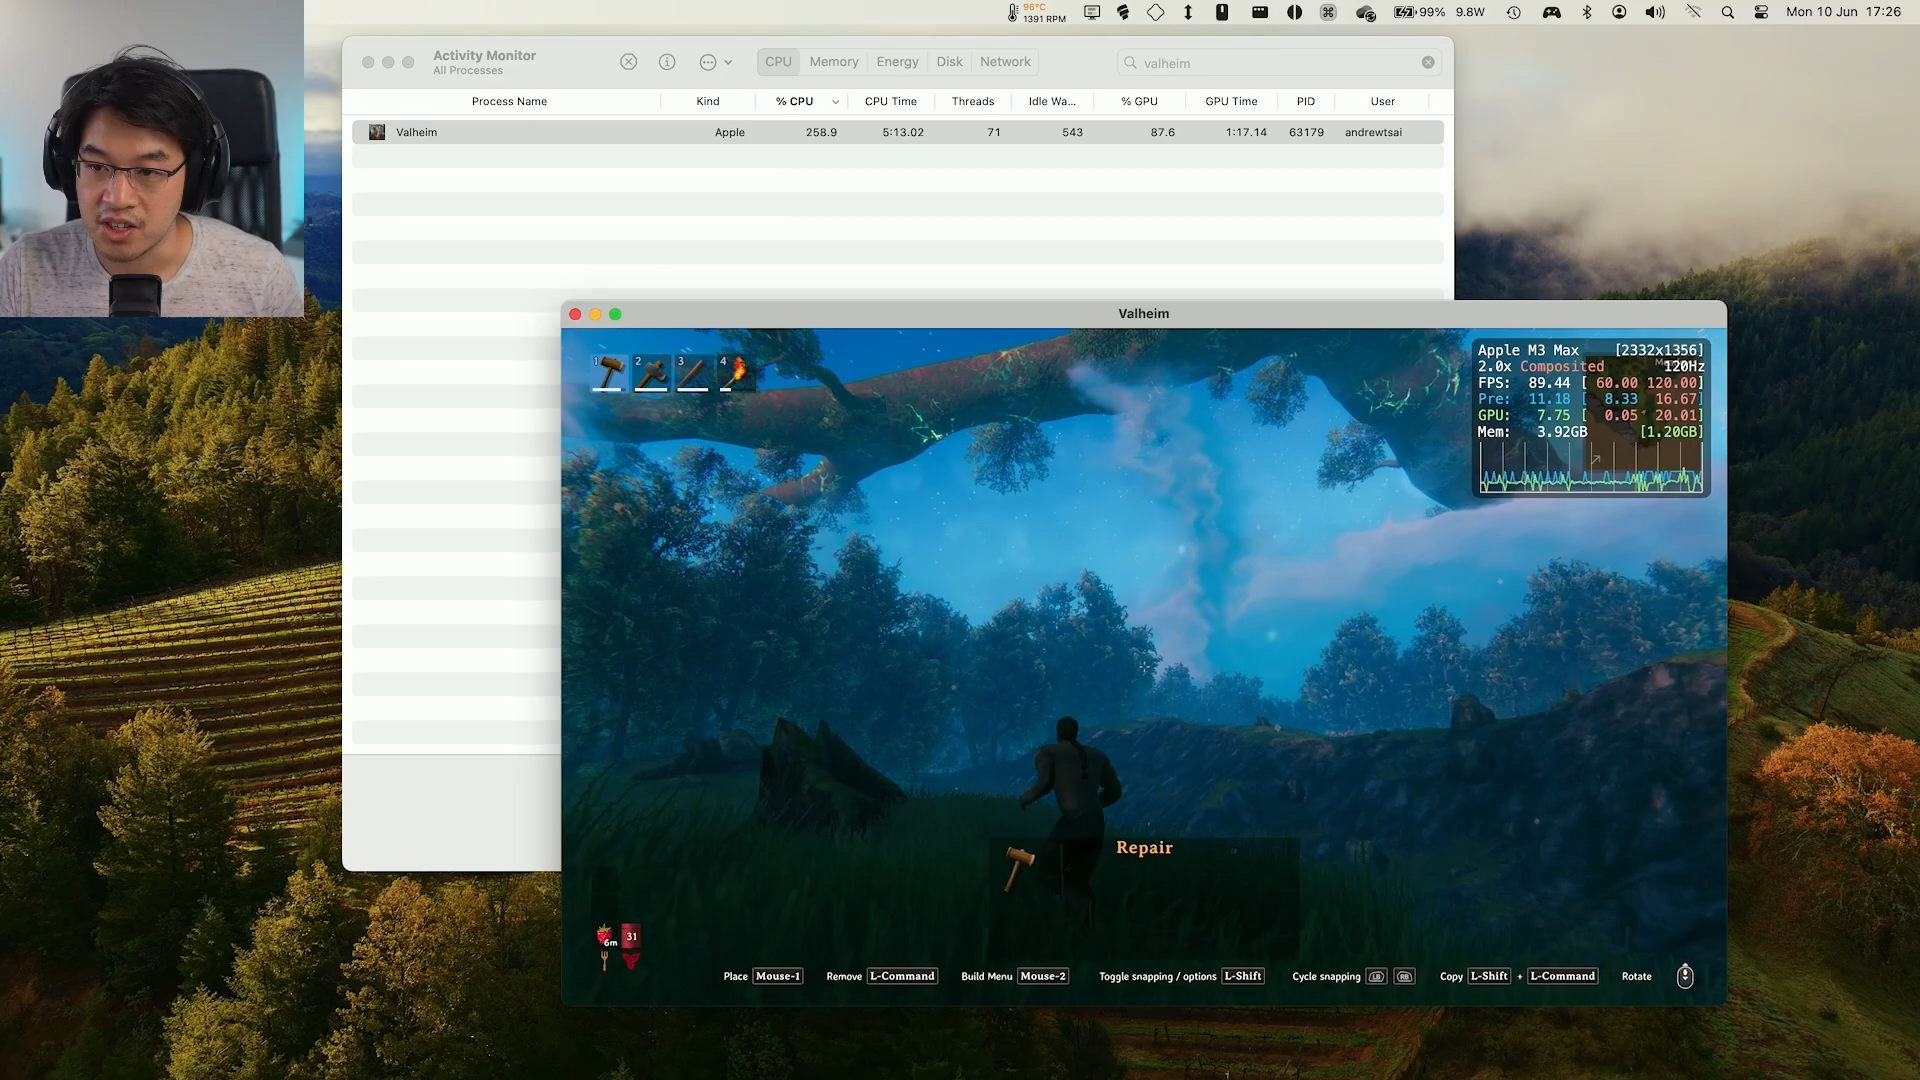 96°C
1391 RPM
99%
9.8W
Mon 10 Jun 17:26
Activity Monitor
All Processes
CPU Memory Energy Disk Network
valheim
Process Name Kind % CPU CPU Time Threads Idle Wa... % GPU GPU Time PID User
Valheim Apple 258.9 5:13.02 71 543 87.6 1:17.14 63179 andrewtsai
Valheim
1 2 3 4
Apple M3 Max [2332x1356]
2.0x Composited 120Hz
FPS: 89.44 [ 60.00 120.00]
Pre: 11.18 [ 8.33 16.67]
GPU: 7.75 [ 0.05 20.01]
Mem: 3.92GB [1.20GB]
Repair
6m 31
Place Mouse-1 Remove L-Command Build Menu Mouse-2 Toggle snapping / options L-Shift Cycle snapping LB RB Copy L-Shift + L-Command Rotate